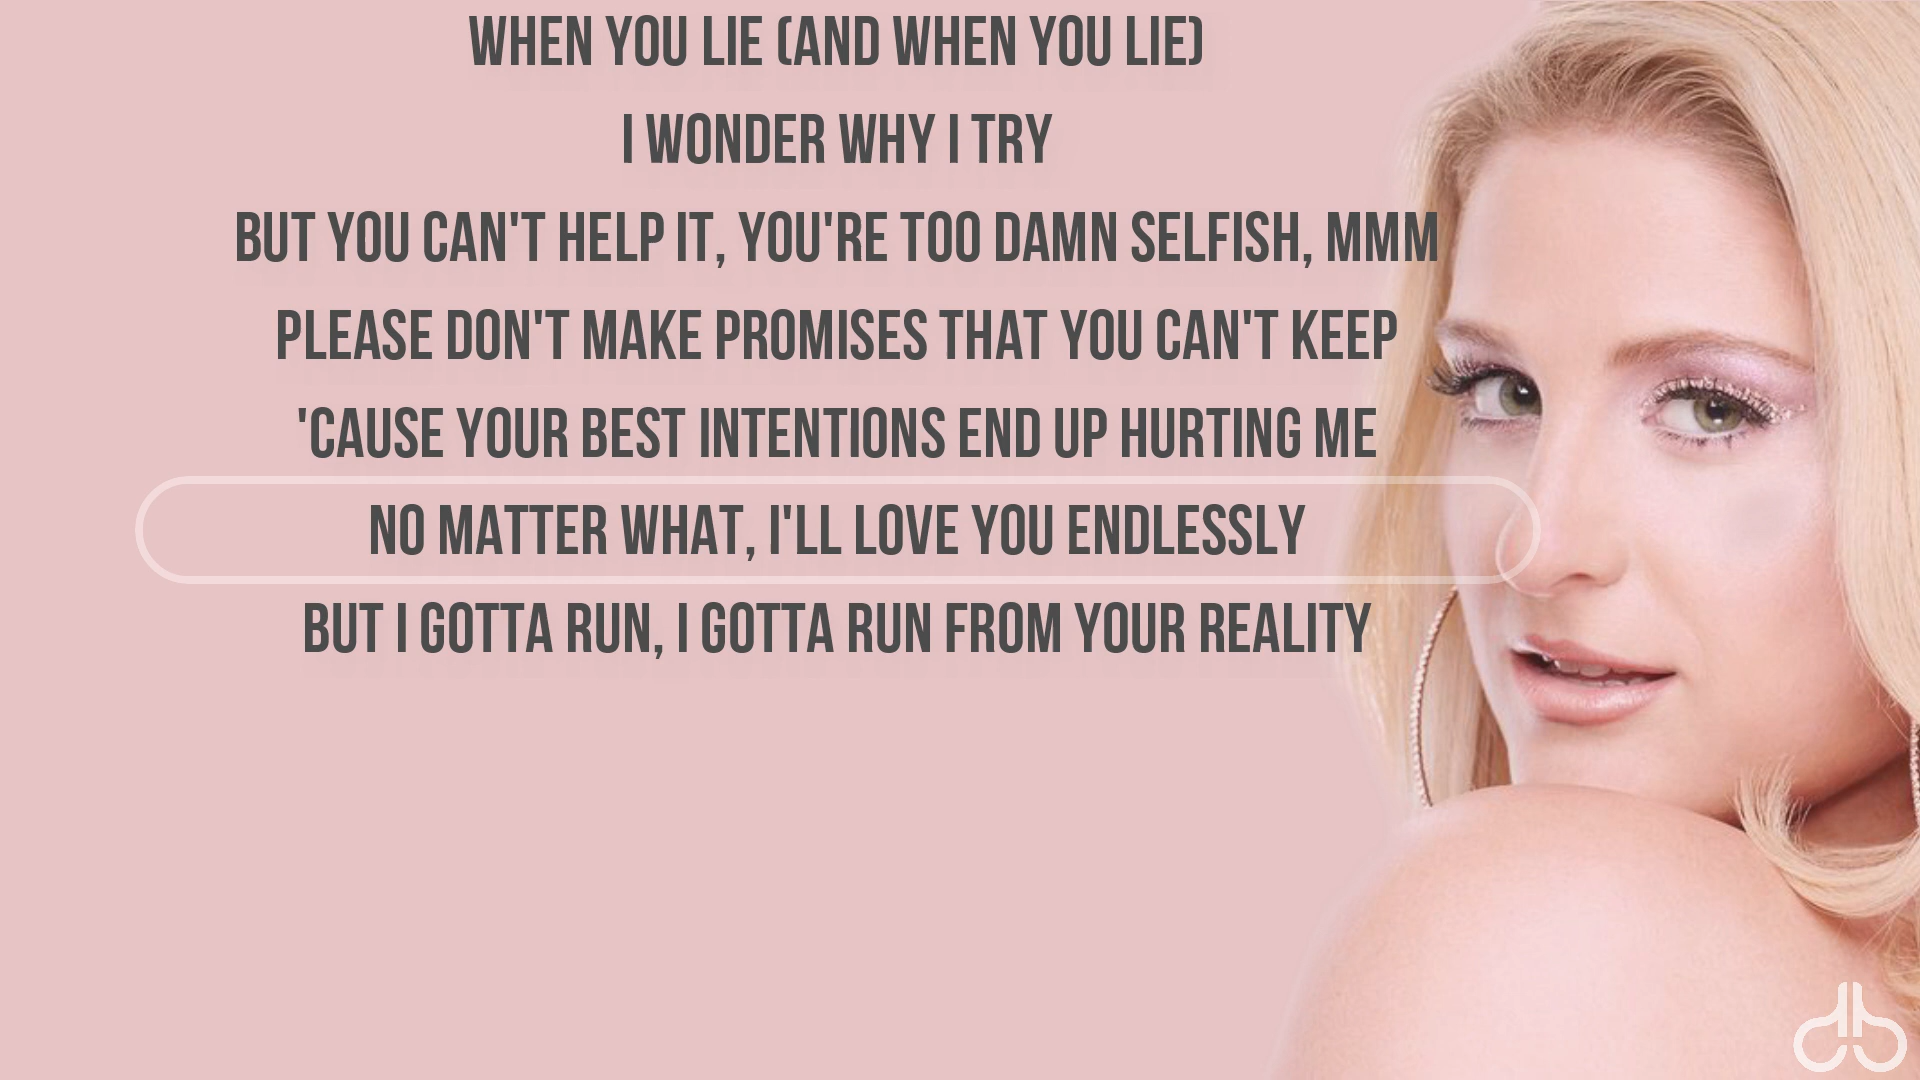 WHEN YOU LIE (AND WHEN YOU LIE)
I WONDER WHY I TRY
BUT YOU CAN'T HELP IT, YOU'RE TOO DAMN SELFISH, MMM
PLEASE DON'T MAKE PROMISES THAT YOU CAN'T KEEP
'CAUSE YOUR BEST INTENTIONS END UP HURTING ME
NO MATTER WHAT, I'LL LOVE YOU ENDLESSLY
BUT I GOTTA RUN, I GOTTA RUN FROM YOUR REALITY